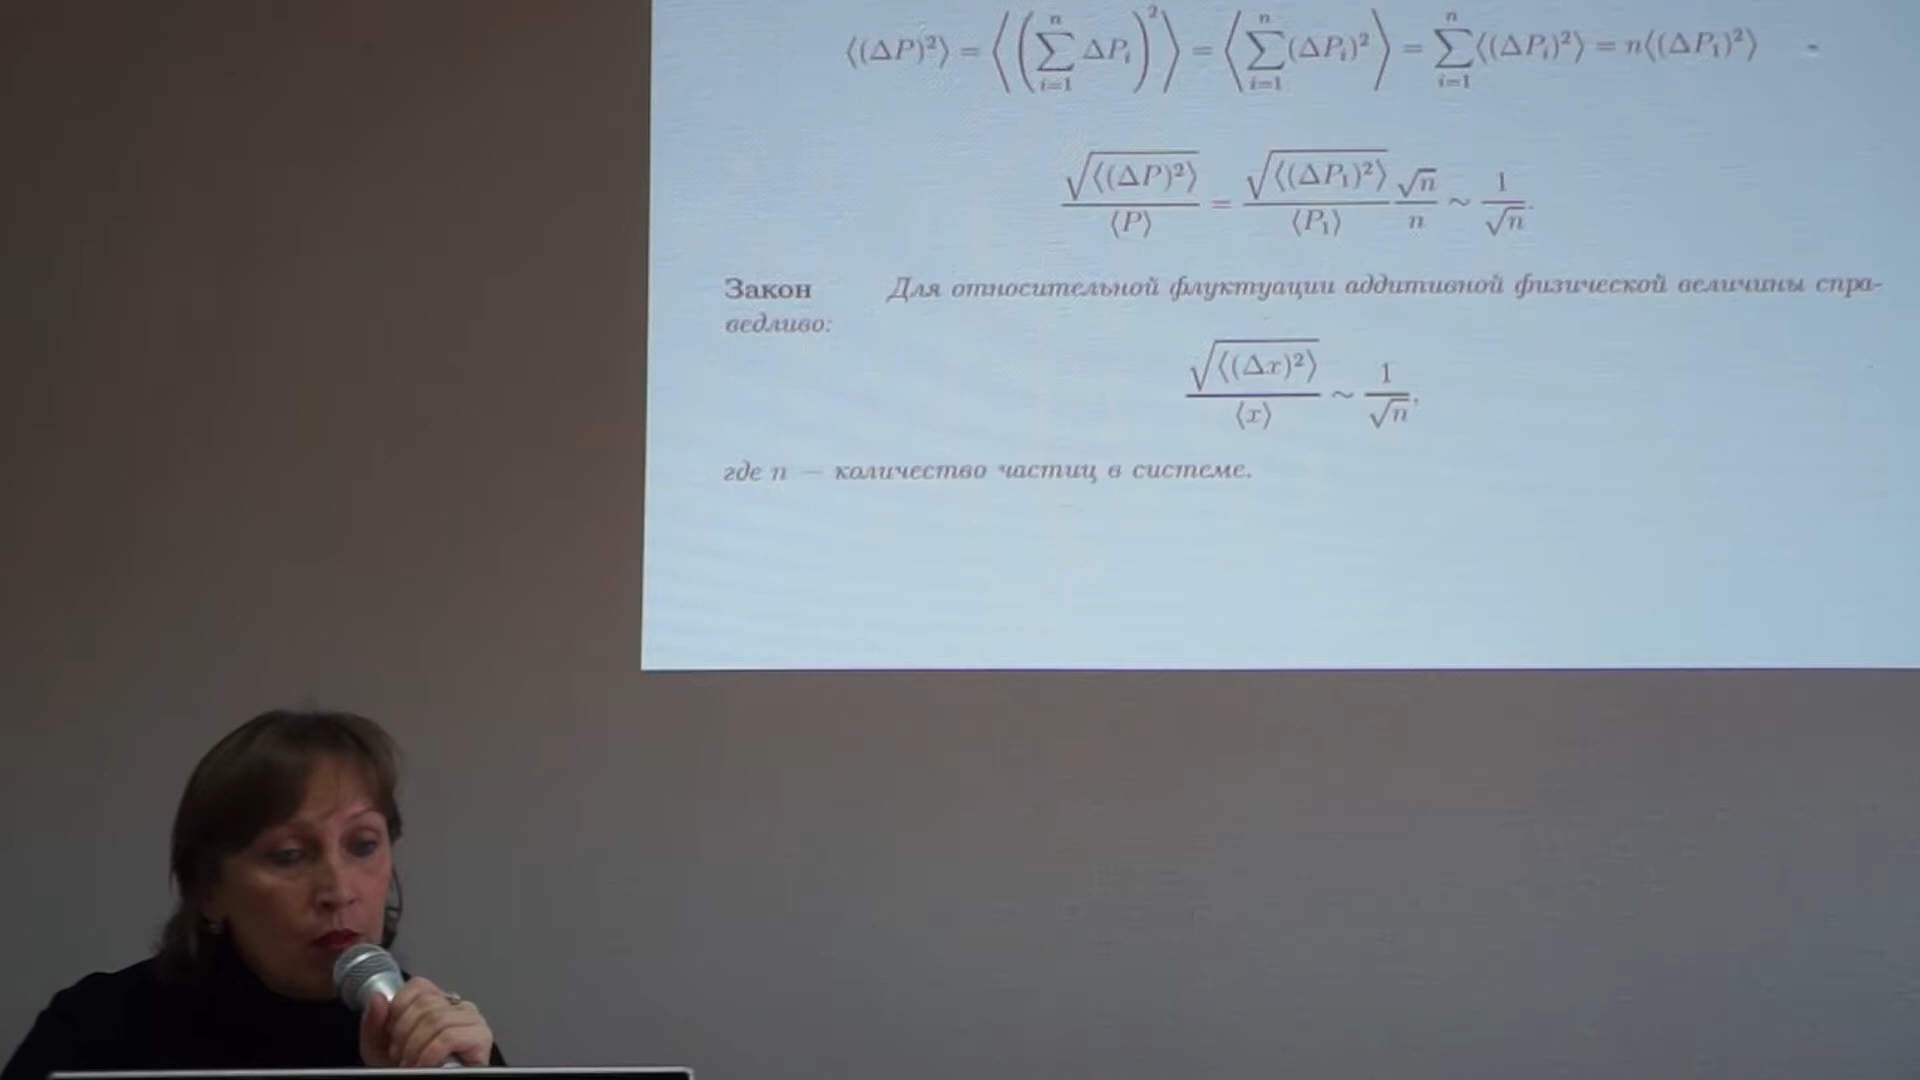 ⟨(ΔP)²⟩ = ⟨(∑ᵢ₌₁ⁿ ΔPᵢ)²⟩ = ⟨∑ᵢ₌₁ⁿ (ΔPᵢ)²⟩ = ∑ᵢ₌₁ⁿ ⟨(ΔPᵢ)²⟩ = n⟨(ΔP₁)²⟩
√⟨(ΔP)²⟩ / ⟨P⟩ = √⟨(ΔP₁)²⟩ / ⟨P₁⟩ √n / n ~ 1 / √n.
Закон Для относительной флуктуации аддитивной физической величины спра-
ведливо:
√⟨(Δx)²⟩ / ⟨x⟩ ~ 1 / √n,
где n — количество частиц в системе.